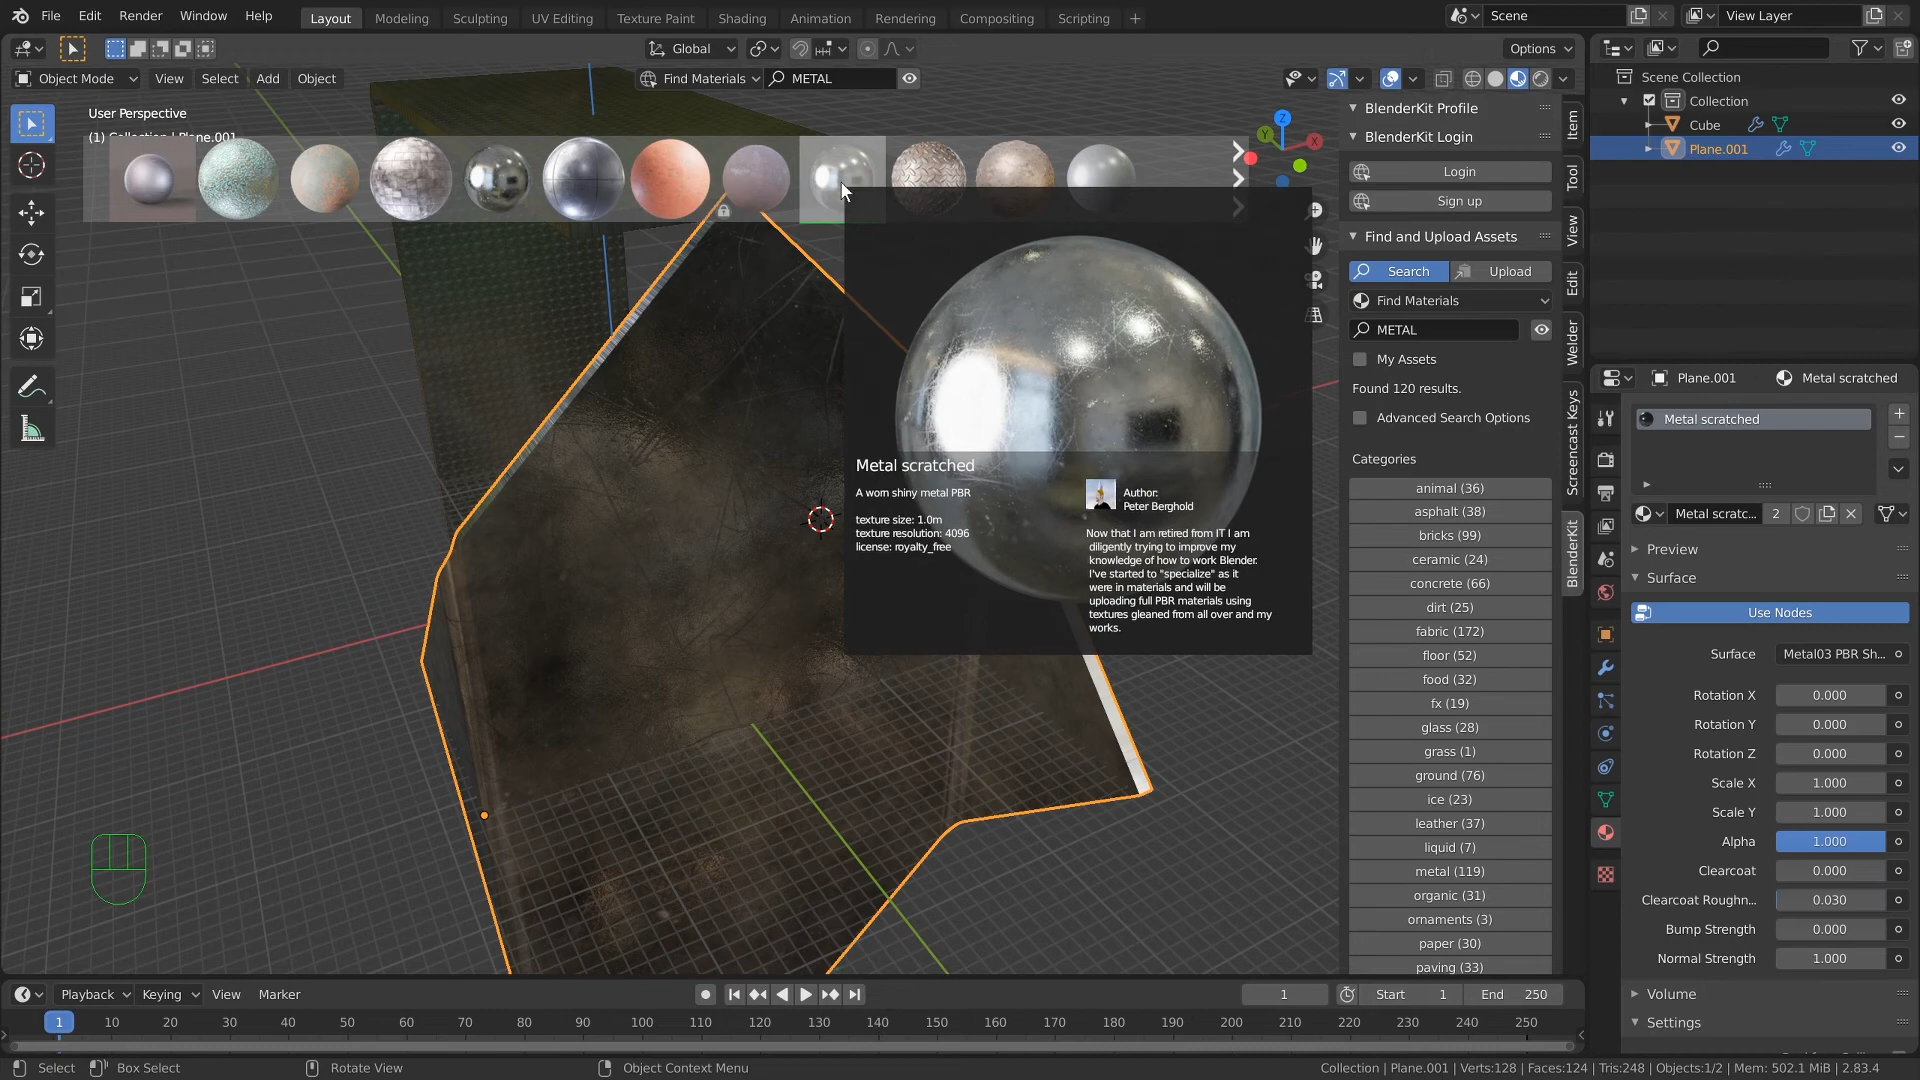 File Edit Render Window Help Layout Modeling Sculpting UV Editing Texture Paint Shading Animation Rendering Compositing Scripting + Scene View Layer
Global Options
Object Mode View Select Add Object Find Materials METAL
User Perspective
(1) Collection | Plane.001
Metal scratched
A worn shiny metal PBR
texture size: 1.0m
texture resolution: 4096
license: royalty_free
Author:
Peter Berghold
Now that I am retired from IT I am
diligently trying to improve my
knowledge of how to work Blender.
I've started to "specialize" as it
were in materials and will be
uploading full PBR materials using
textures gleaned from all over and my
works.
Z
Y
X
BlenderKit Profile
BlenderKit Login
Login
Sign up
Find and Upload Assets
Search Upload
Find Materials
METAL
My Assets
Found 120 results.
Advanced Search Options
Categories
animal (36)
asphalt (38)
bricks (99)
ceramic (24)
concrete (66)
dirt (25)
fabric (172)
floor (52)
food (32)
fx (19)
glass (28)
grass (1)
ground (76)
ice (23)
leather (37)
liquid (7)
metal (119)
organic (31)
ornaments (3)
paper (30)
paving (33)
Item
Tool
View
Edit
Welder
Screencast Keys
BlenderKit
Scene Collection
Collection
Cube
Plane.001
Plane.001 Metal scratched
Metal scratched
Metal scratc... 2
Preview
Surface
Use Nodes
Surface Metal03 PBR Sh...
Rotation X 0.000
Rotation Y 0.000
Rotation Z 0.000
Scale X 1.000
Scale Y 1.000
Alpha 1.000
Clearcoat 0.000
Clearcoat Roughn... 0.030
Bump Strength 0.000
Normal Strength 1.000
Volume
Settings
Playback Keying View Marker 1 Start 1 End 250
1 10 20 30 40 50 60 70 80 90 100 110 120 130 140 150 160 170 180 190 200 210 220 230 240 250
Select Box Select Rotate View Object Context Menu Collection | Plane.001 | Verts:128 | Faces:124 | Tris:248 | Objects:1/2 | Mem: 502.1 MiB | 2.83.4